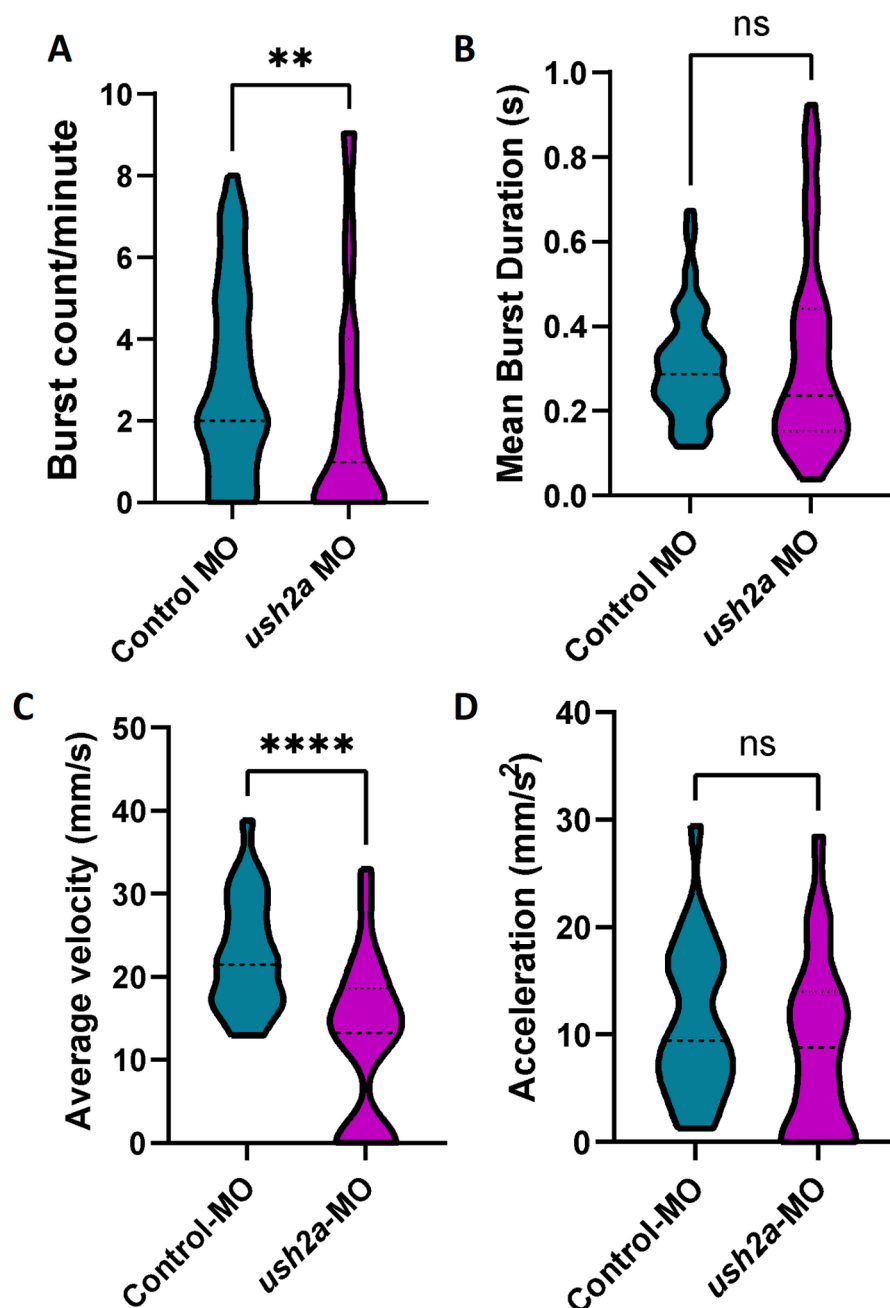 A
**
Burst count/minute
10
8
6
4
2
0
Control MO
ush2a MO
B
ns
Mean Burst Duration (s)
1.0
0.8
0.6
0.4
0.2
0.0
Control MO
ush2a MO
C
****
Average velocity (mm/s)
50
40
30
20
10
0
Control-MO
ush2a-MO
D
ns
Acceleration (mm/s²)
40
30
20
10
0
Control-MO
ush2a-MO